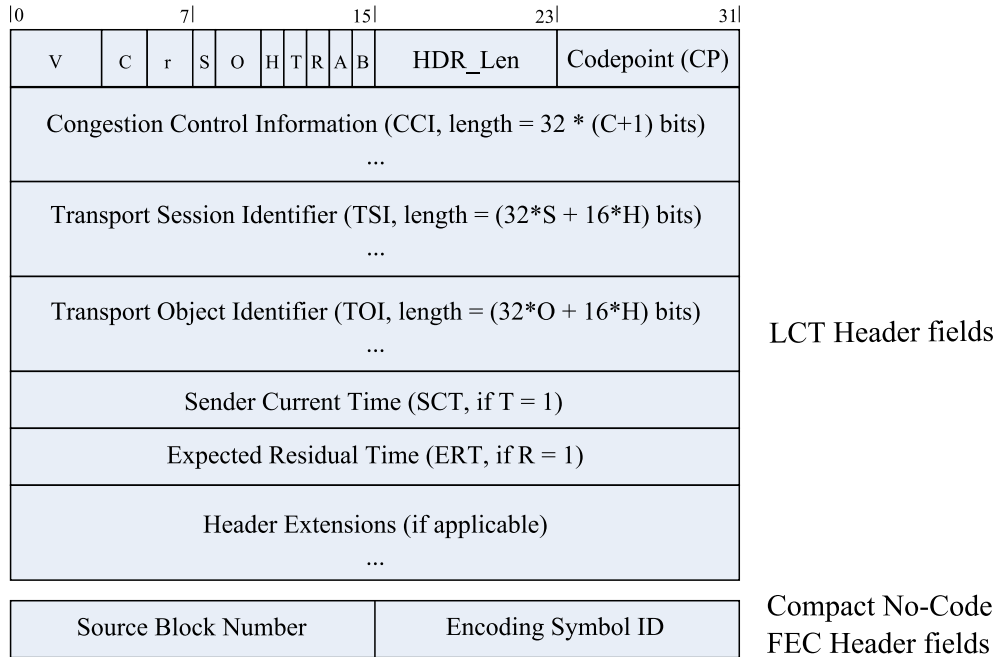 0 7 15 23 31
V C r S O H T R A B HDR_Len Codepoint (CP)
Congestion Control Information (CCI, length = 32 * (C+1) bits)
...
Transport Session Identifier (TSI, length = (32*S + 16*H) bits)
...
Transport Object Identifier (TOI, length = (32*O + 16*H) bits)
...
LCT Header fields
Sender Current Time (SCT, if T = 1)
Expected Residual Time (ERT, if R = 1)
Header Extensions (if applicable)
...
Source Block Number Encoding Symbol ID
Compact No-Code
FEC Header fields